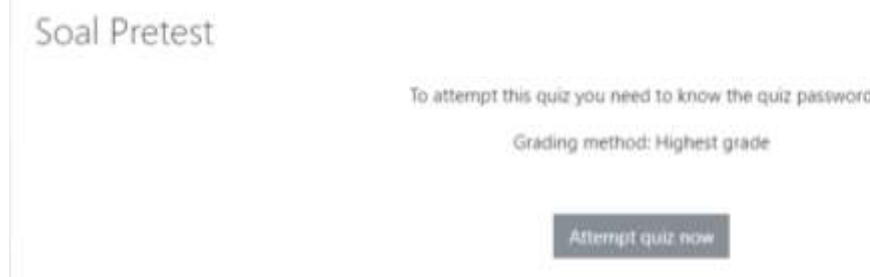 Soal Pretest
To attempt this quiz you need to know the quiz password
Grading method: Highest grade
Attempt quiz now